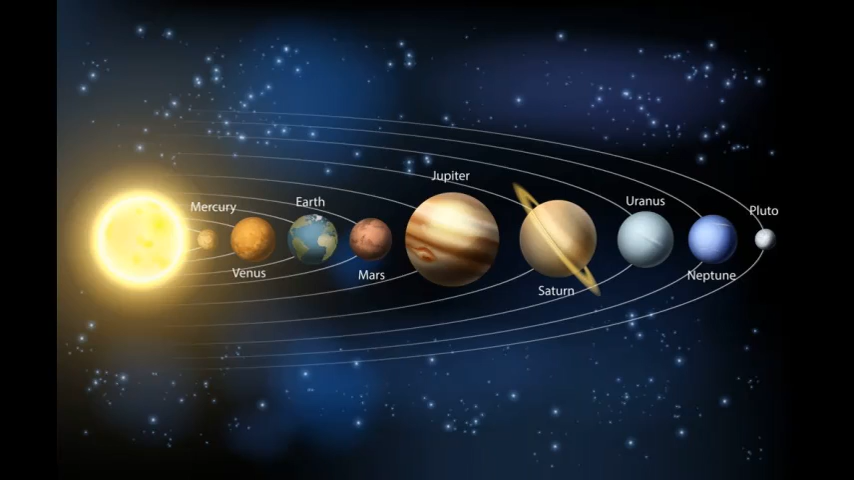 Mercury
Venus
Earth
Mars
Jupiter
Saturn
Uranus
Neptune
Pluto